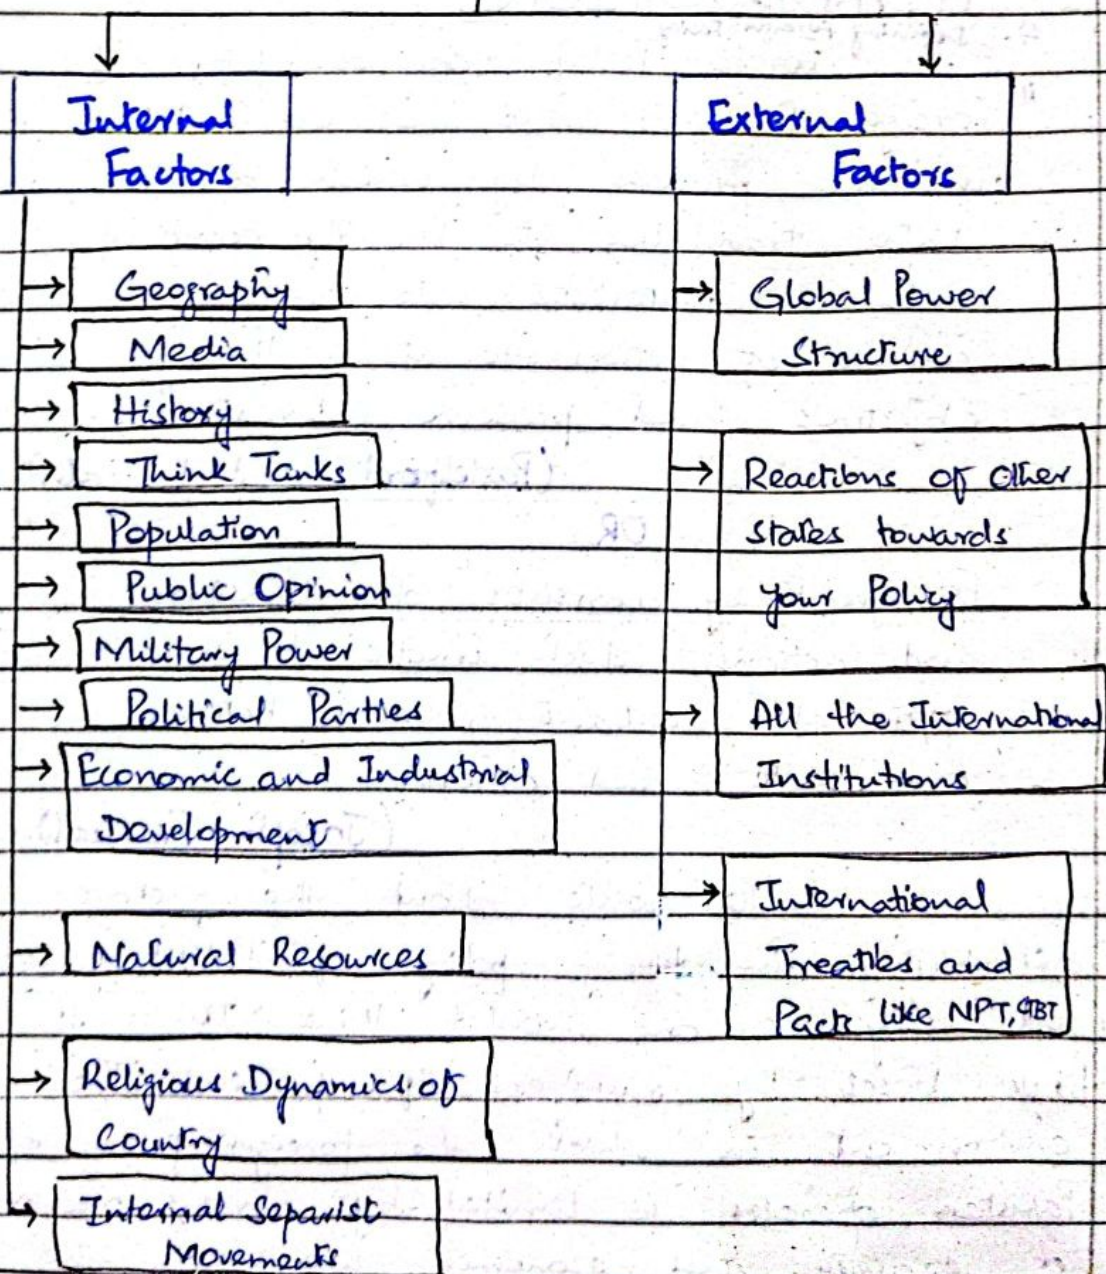 Internal
Factors
Geography
Media
History
Think Tanks
Population
Public Opinion
Military Power
Political Parties
Economic and Industrial
Development
Natural Resources
Religious Dynamics of
Country
Internal Separist
Movements
External
Factors
Global Power
Structure
Reactions of other
states towards
your Policy
All the International
Institutions
International
Treaties and
Pacts like NPT, CTBT